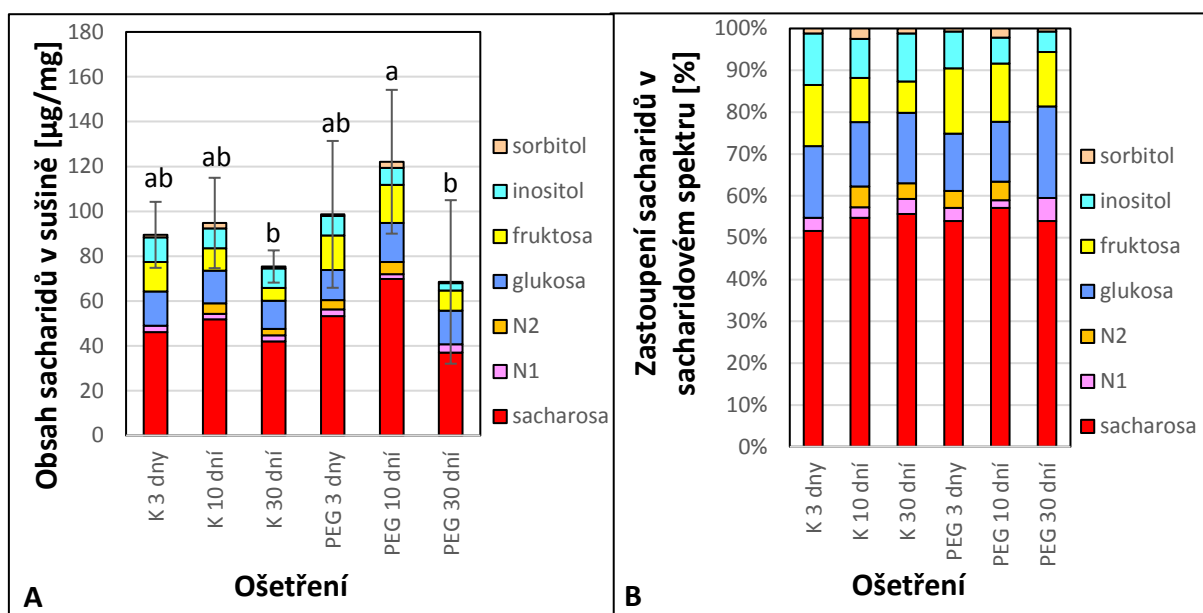 Obsah sacharidů v sušině [µg/mg]
180
160
140
120
100
80
60
40
20
0
ab
ab
b
ab
a
b
K 3 dny
K 10 dní
K 30 dní
PEG 3 dny
PEG 10 dní
PEG 30 dní
Ošetření
A
sorbitol
inositol
fruktosa
glukosa
N2
N1
sacharosa
Zastoupení sacharidů v
sacharidovém spektru [%]
100%
90%
80%
70%
60%
50%
40%
30%
20%
10%
0%
K 3 dny
K 10 dní
K 30 dní
PEG 3 dny
PEG 10 dní
PEG 30 dní
Ošetření
B
sorbitol
inositol
fruktosa
glukosa
N2
N1
sacharosa